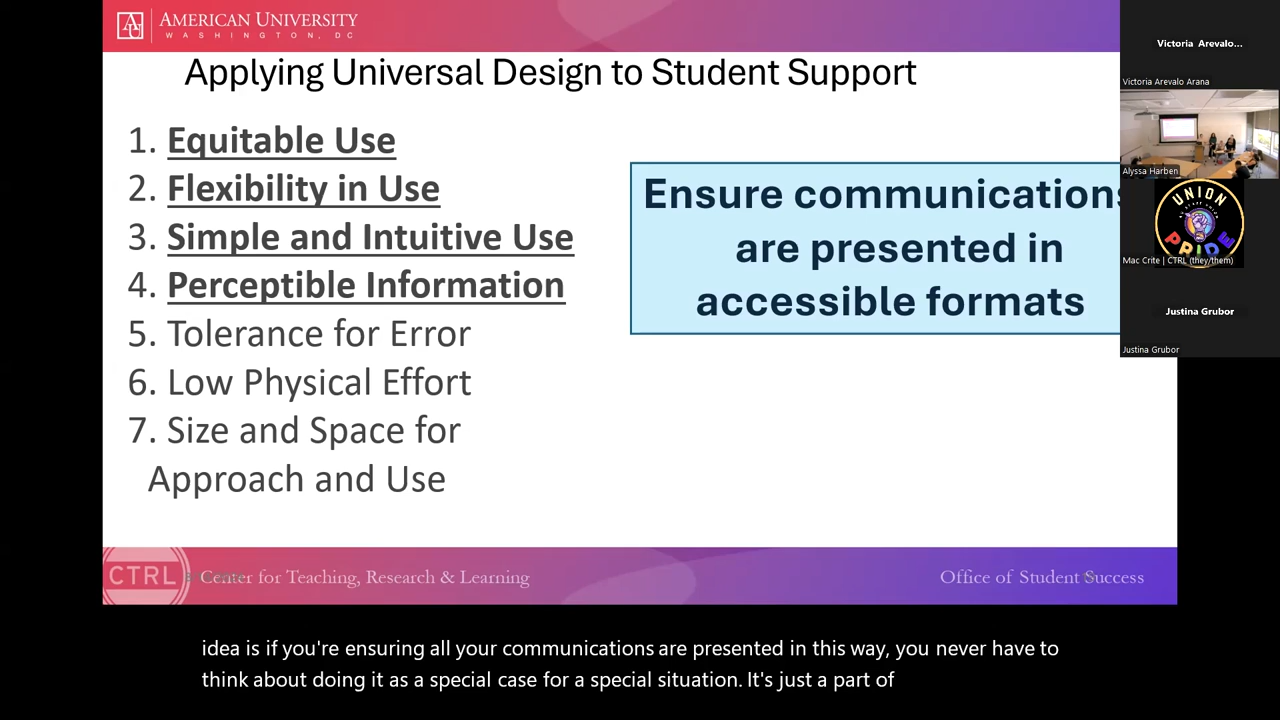 AMERICAN UNIVERSITY
WASHINGTON, DC
Applying Universal Design to Student Support
1. Equitable Use
2. Flexibility in Use
3. Simple and Intuitive Use
4. Perceptible Information
5. Tolerance for Error
6. Low Physical Effort
7. Size and Space for
Approach and Use
Ensure communications
are presented in
accessible formats
Victoria Arevalo...
Victoria Arevalo Arana
Alyssa Harben
UNION
PRIDE
Mac Crite | CTRL (they/them)
Justina Grubor
Justina Grubor
CTRL
Center for Teaching, Research & Learning
Office of Student Success
idea is if you're ensuring all your communications are presented in this way, you never have to
think about doing it as a special case for a special situation. It's just a part of